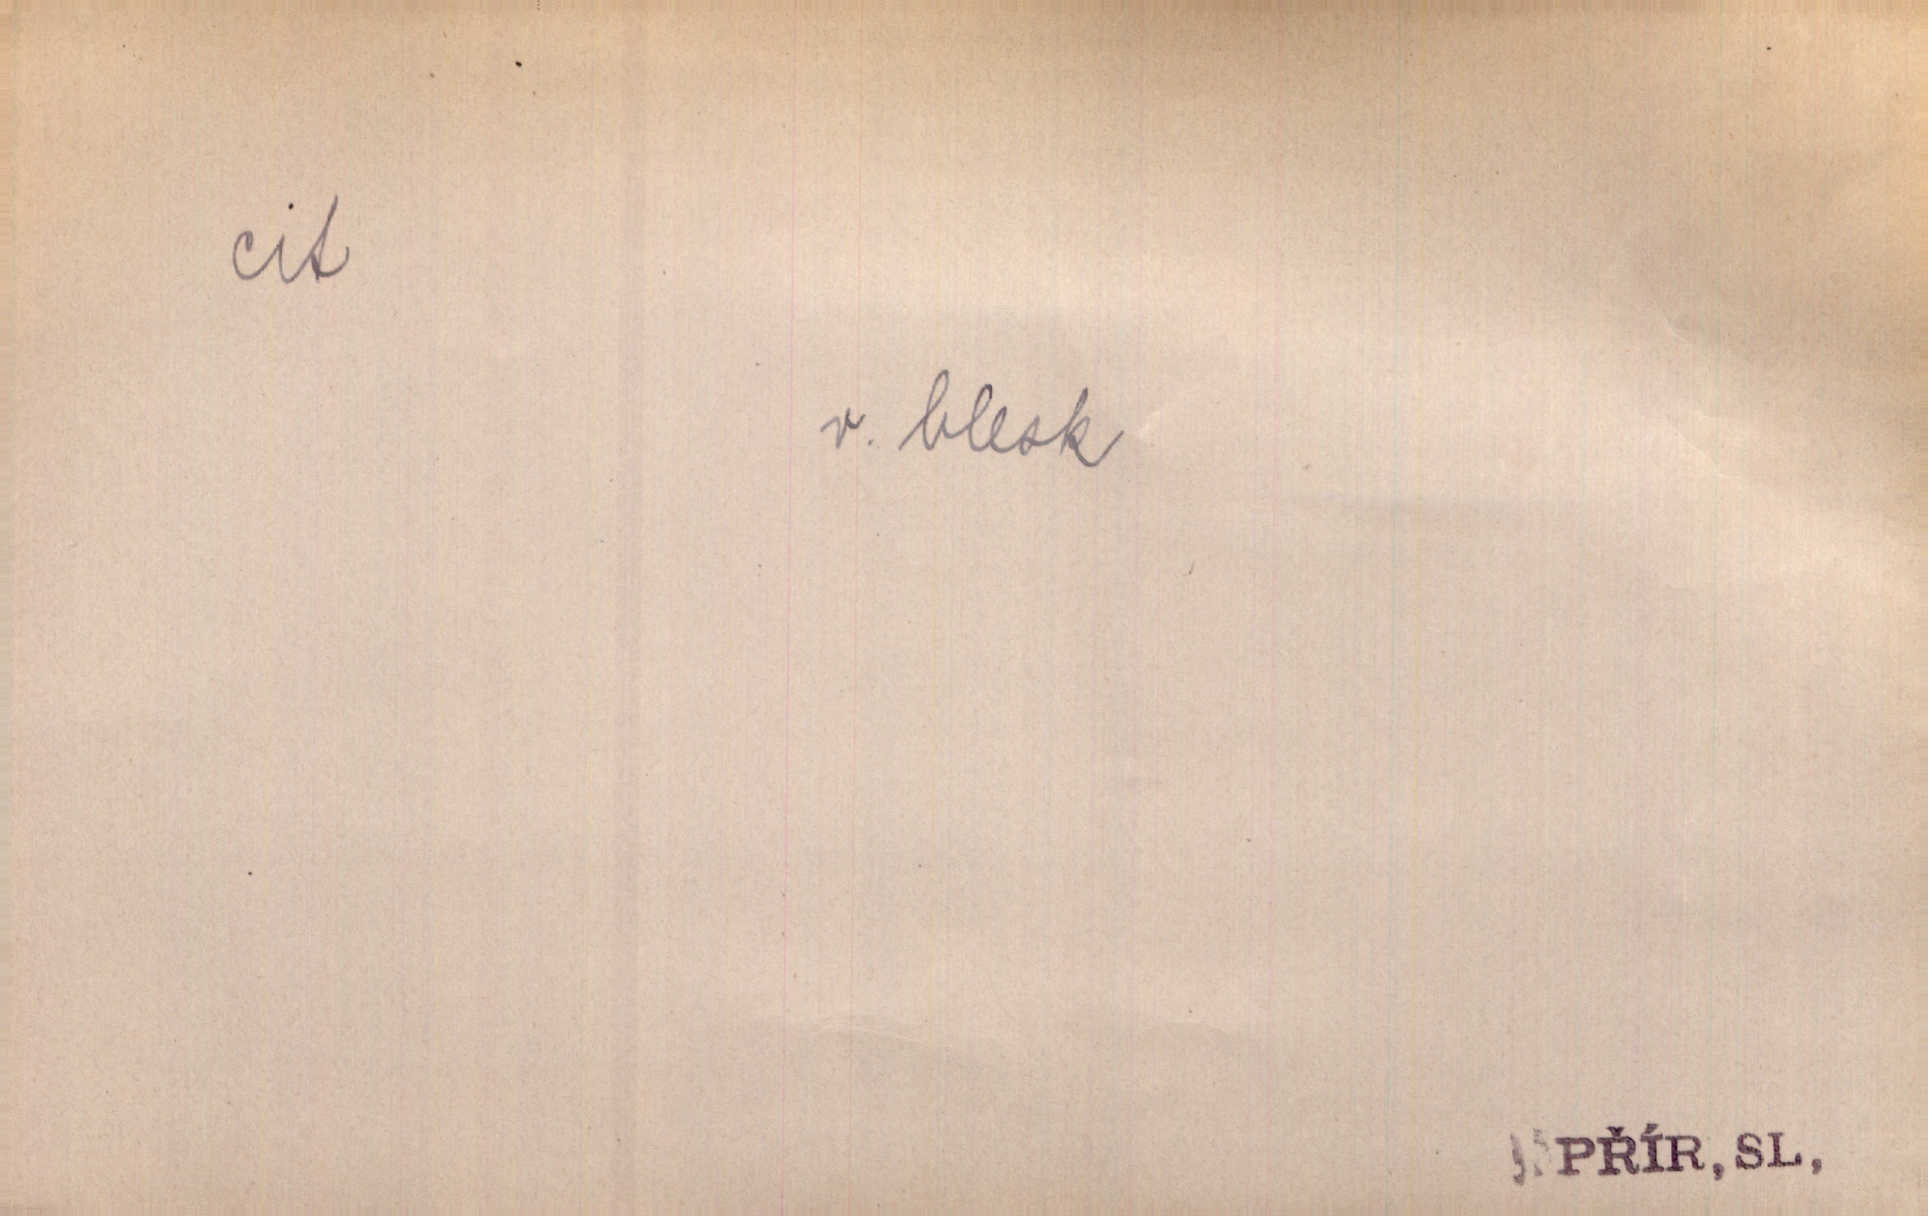 cit
v. blesk
PŘÍR, SL,